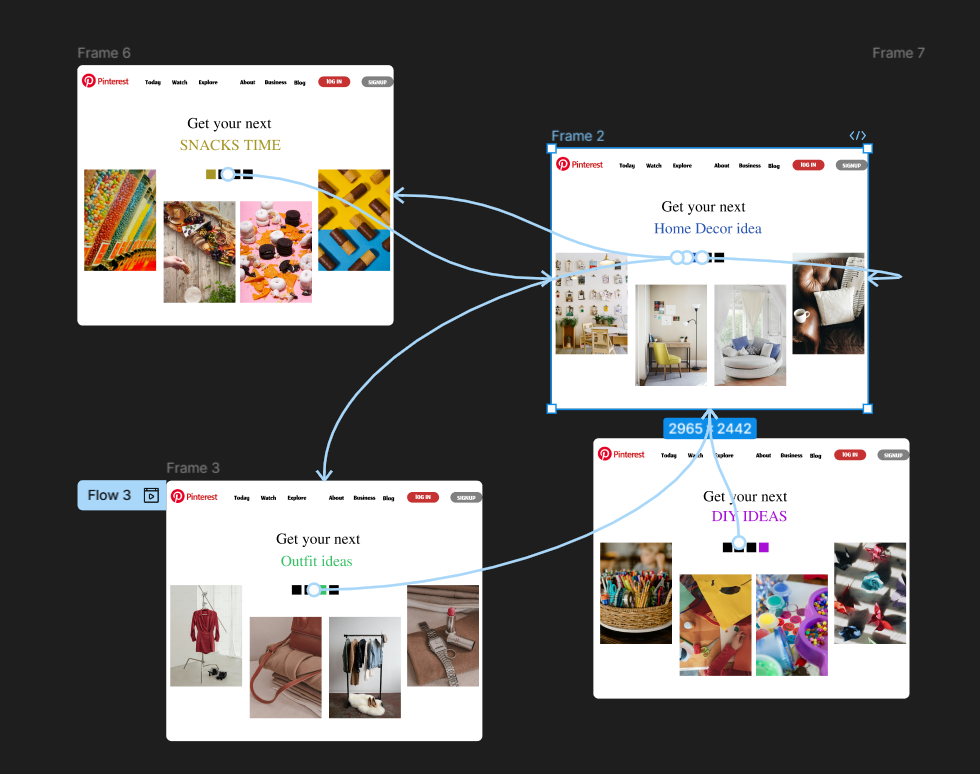 Frame 6
Pinterest Today Watch Explore About Business Blog LOG IN SIGNUP
Get your next
SNACKS TIME
Frame 7
Frame 2
Pinterest Today Watch Explore About Business Blog LOG IN SIGNUP
Get your next
Home Decor idea
2965 × 2442
Frame 3
Flow 3
Pinterest Today Watch Explore About Business Blog LOG IN SIGNUP
Get your next
Outfit ideas
Pinterest Today Watch Explore About Business Blog LOG IN SIGNUP
Get your next
DIY IDEAS